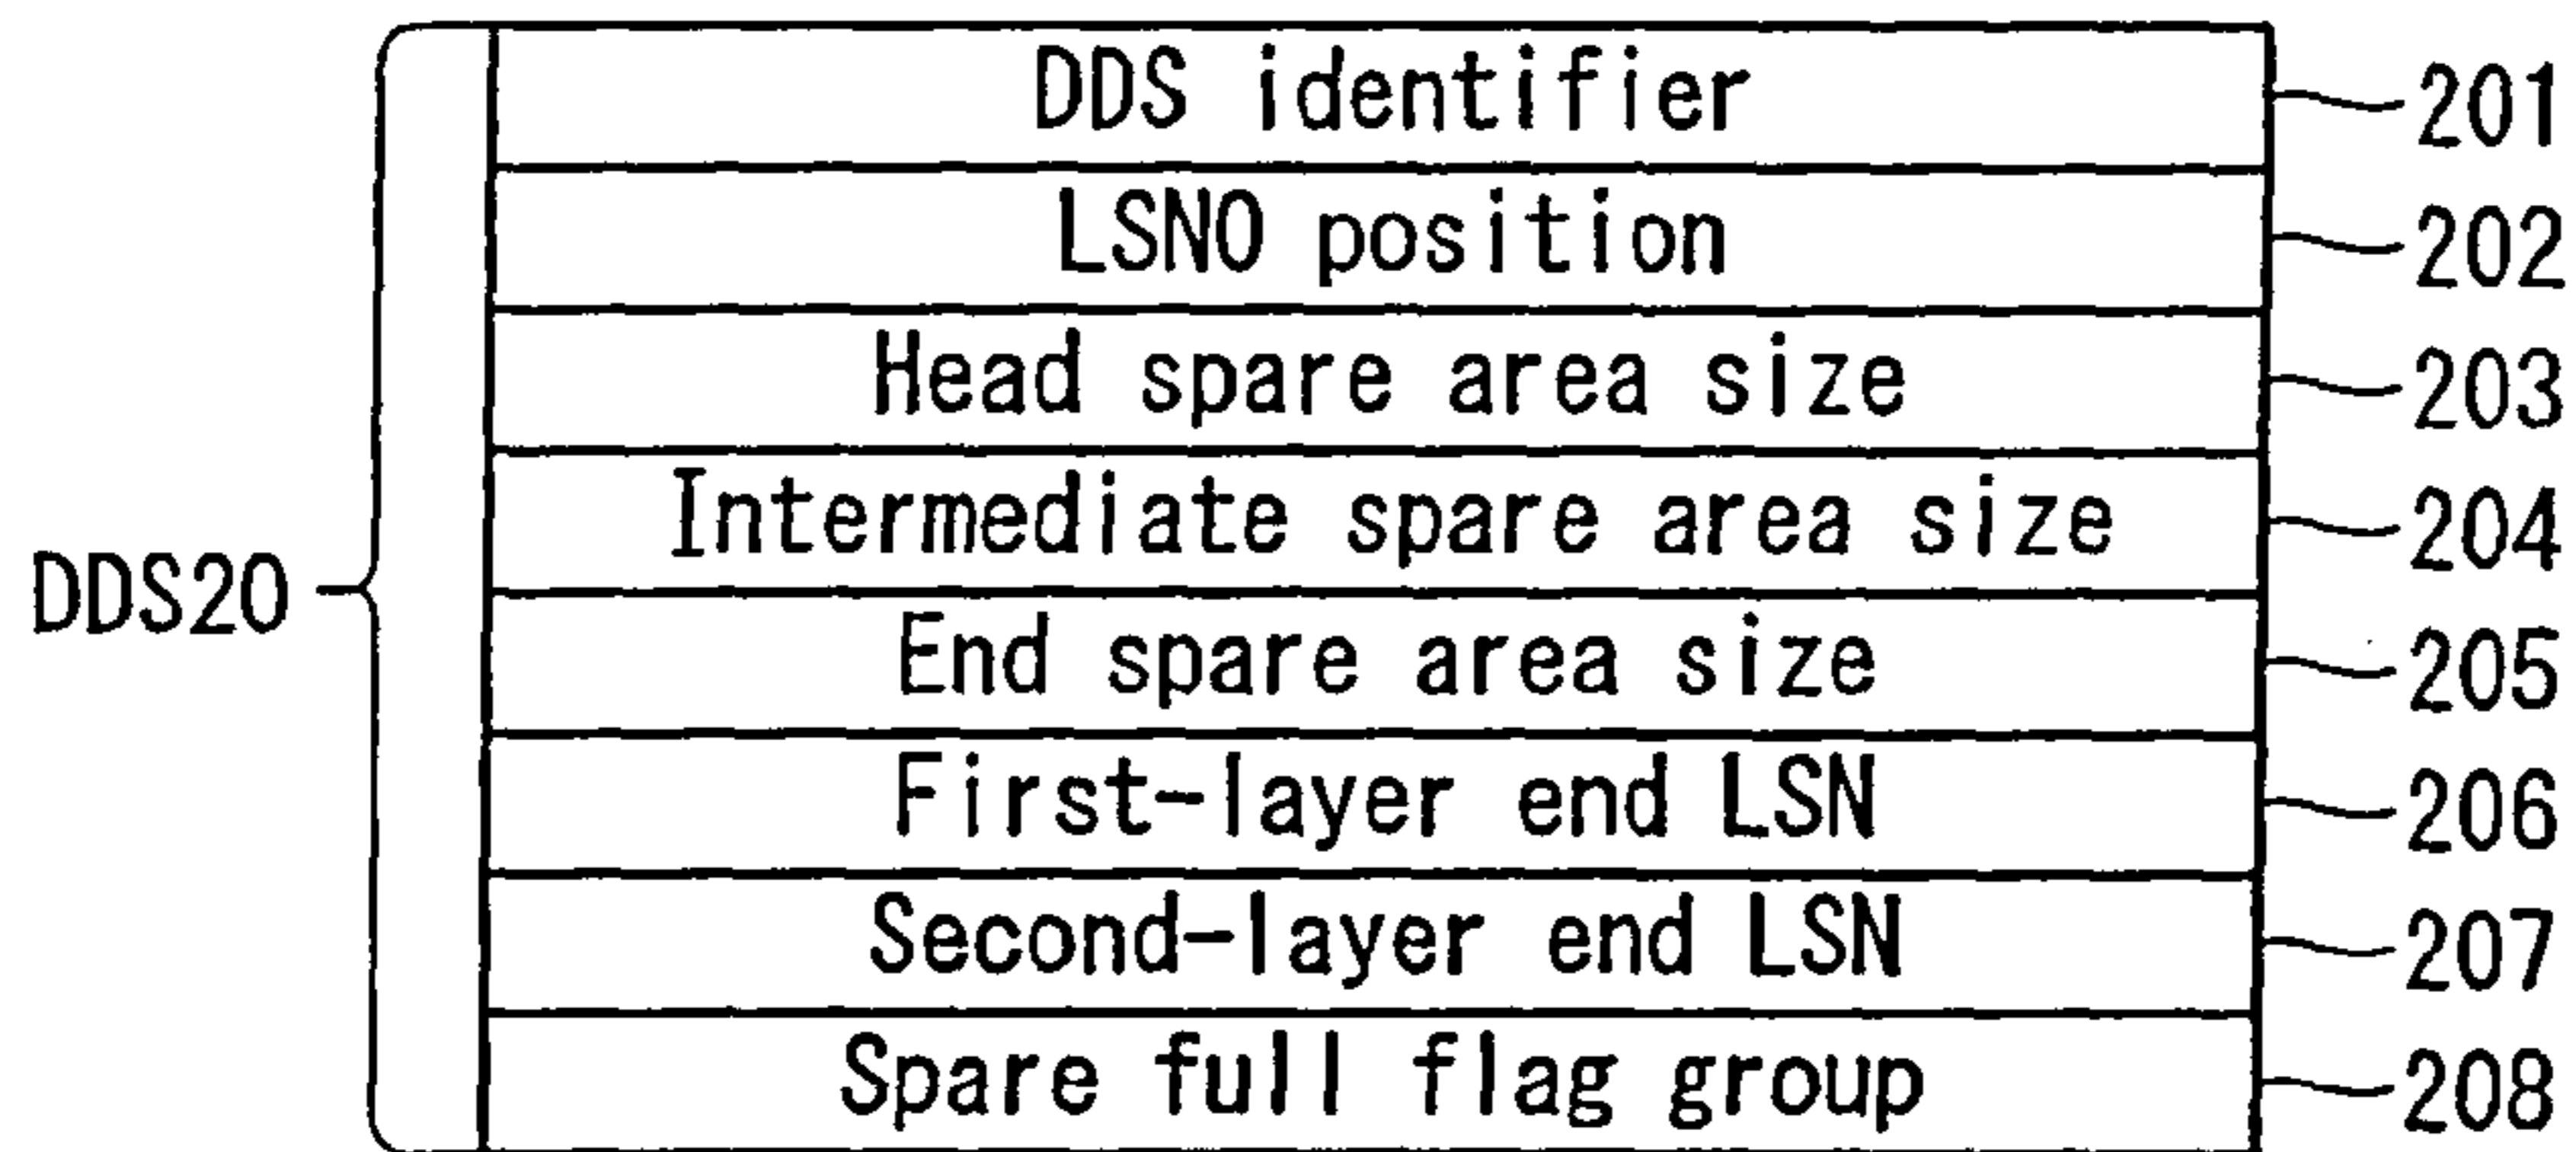 DDS identifier 201
LSN0 position 202
Head spare area size 203
Intermediate spare area size 204
DDS20
End spare area size 205
First-layer end LSN 206
Second-layer end LSN 207
Spare full flag group 208